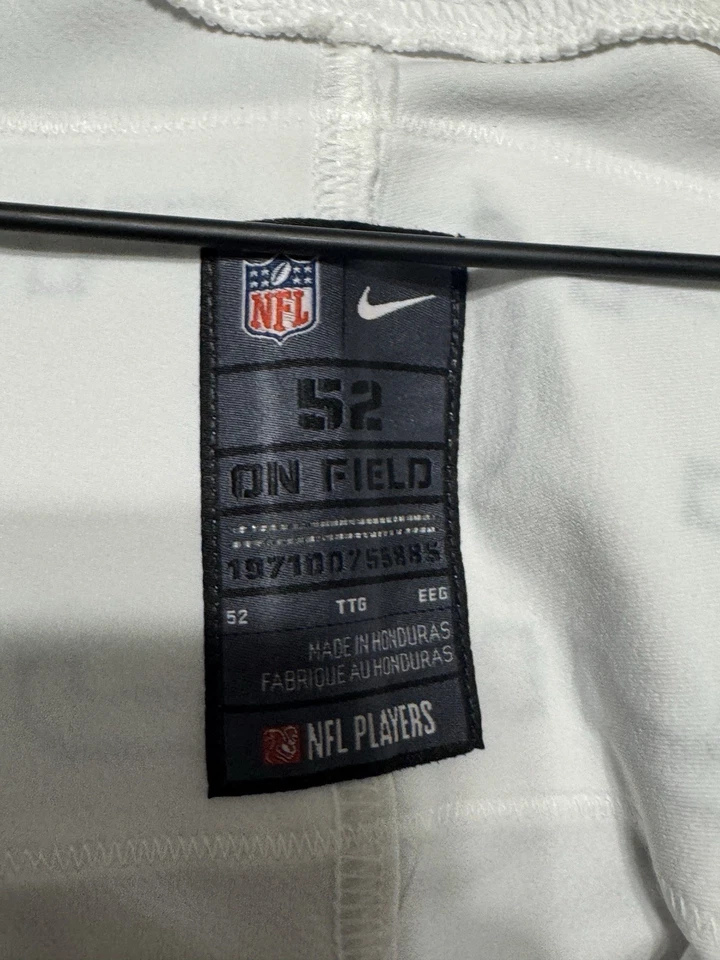 NFL
52
ON FIELD
52 TTG EEG
MADE IN HONDURAS
FABRIQUE AU HONDURAS
NFL PLAYERS